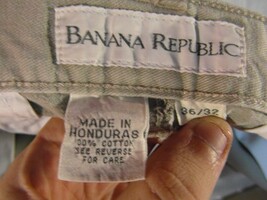 BANANA REPUBLIC
36/32
MADE IN
HONDURAS
100% COTTON
SEE REVERSE
FOR CARE